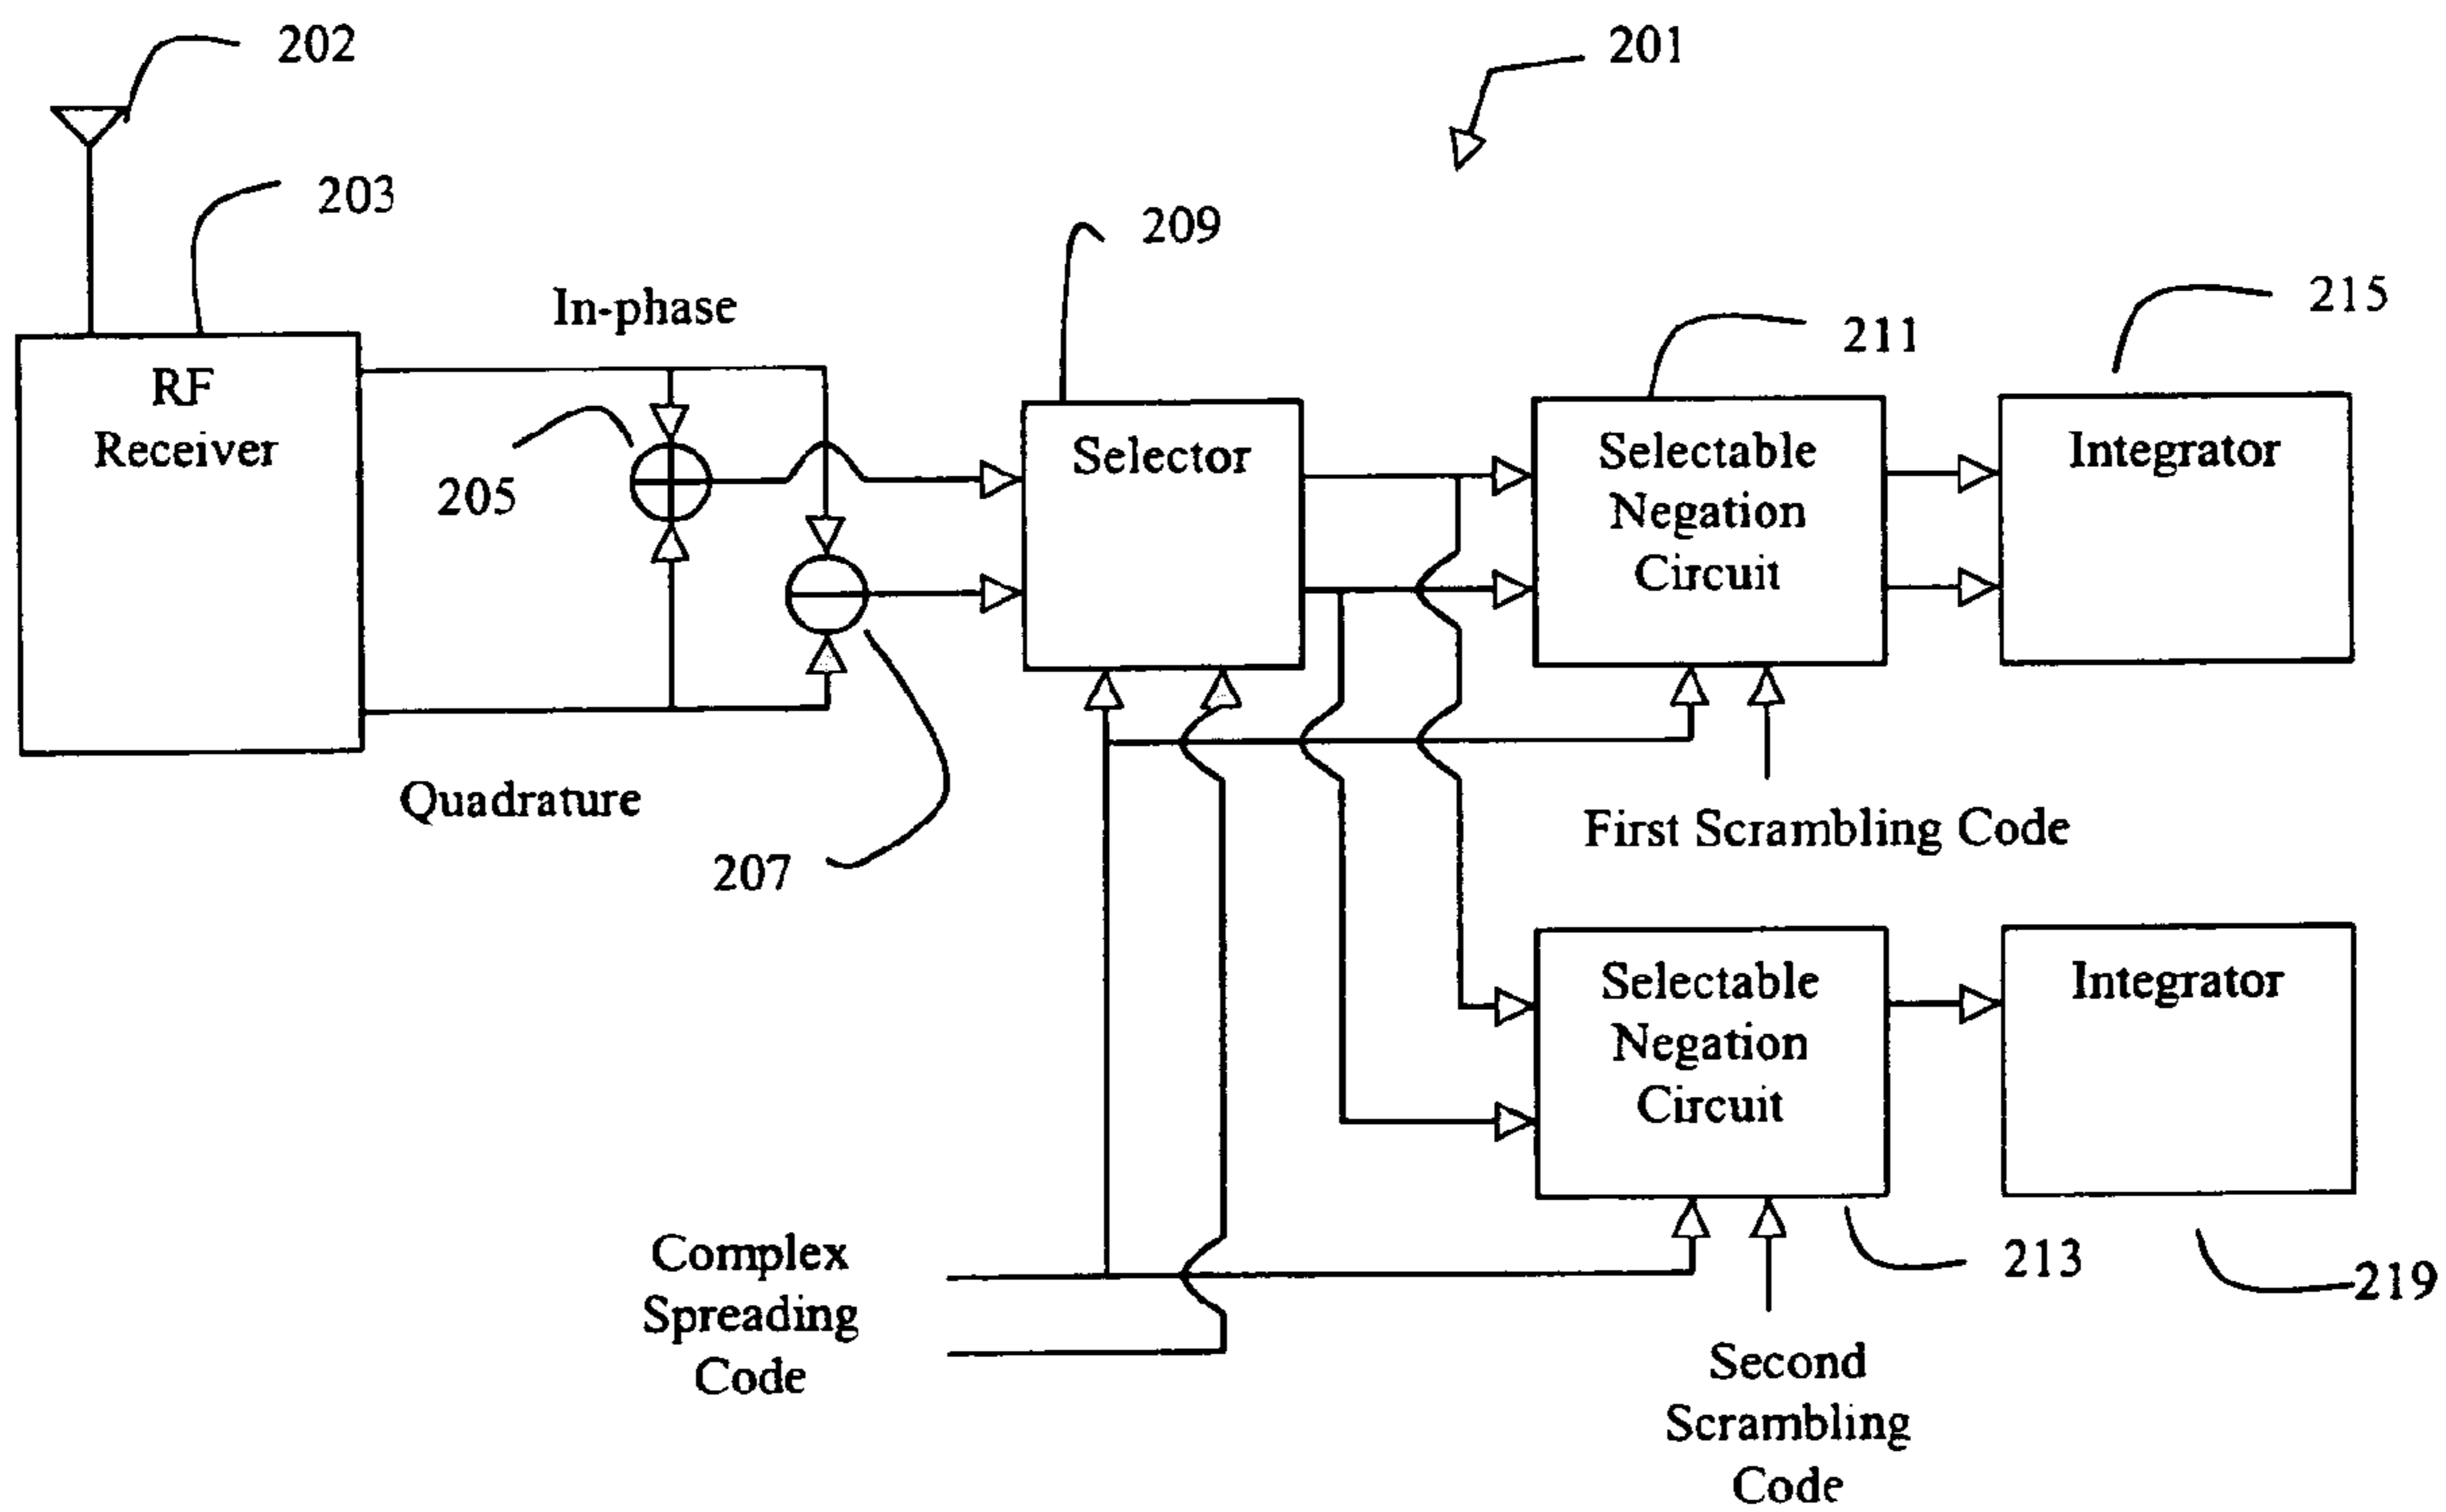 202
201
203
209
In-phase
215
211
RF
Receiver
205
Selector
Selectable
Negation
Circuit
Integrator
Quadrature
207
First Scrambling Code
Selectable
Negation
Circuit
Integrator
Complex
Spreading
Code
213
219
Second
Scrambling
Code